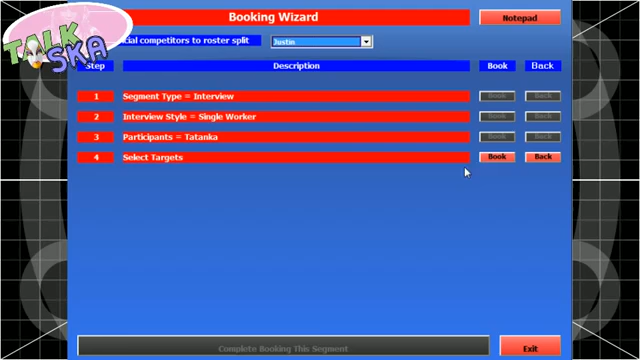 Booking Wizard
Notepad
TALK
SKA
cial competitors to roster split
Justin
Step
Description
Book
Back
1
Segment Type = Interview
Book
Back
2
Interview Style = Single Worker
Book
Back
3
Participants = Tatanka
Book
Back
4
Select Targets
Book
Back
Complete Booking This Segment
Exit